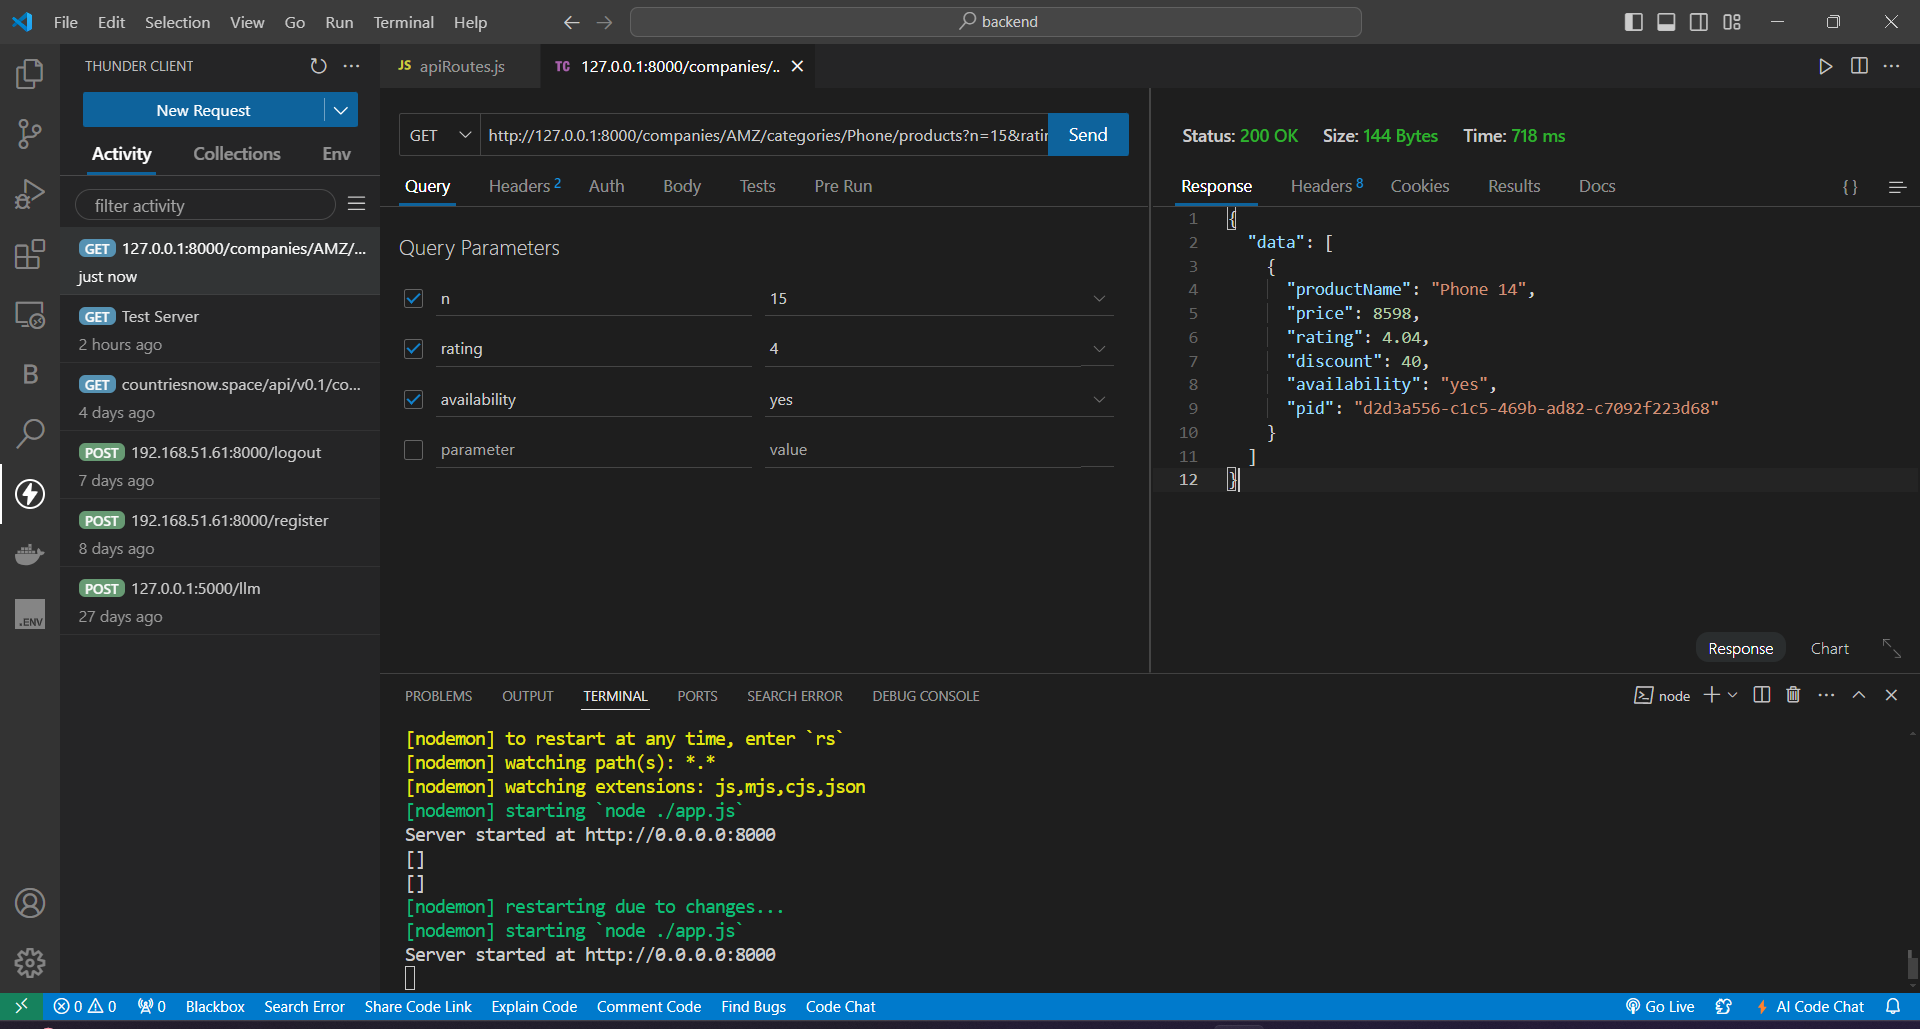 File Edit Selection View Go Run Terminal Help
backend
THUNDER CLIENT
New Request
Activity Collections Env
filter activity
GET 127.0.0.1:8000/companies/AMZ/...
just now
GET Test Server
2 hours ago
GET countriesnow.space/api/v0.1/co...
4 days ago
POST 192.168.51.61:8000/logout
7 days ago
POST 192.168.51.61:8000/register
8 days ago
POST 127.0.0.1:5000/llm
27 days ago
B
.ENV
JS apiRoutes.js
TC 127.0.0.1:8000/companies/..
GET http://127.0.0.1:8000/companies/AMZ/categories/Phone/products?n=15&ratin Send
Query Headers 2 Auth Body Tests Pre Run
Query Parameters
n 15
rating 4
availability yes
parameter value
Status: 200 OK Size: 144 Bytes Time: 718 ms
Response Headers 8 Cookies Results Docs {}
1 {
2 "data": [
3 {
4 "productName": "Phone 14",
5 "price": 8598,
6 "rating": 4.04,
7 "discount": 40,
8 "availability": "yes",
9 "pid": "d2d3a556-c1c5-469b-ad82-c7092f223d68"
10 }
11 ]
12 }
Response Chart
PROBLEMS OUTPUT TERMINAL PORTS SEARCH ERROR DEBUG CONSOLE
node
[nodemon] to restart at any time, enter `rs`
[nodemon] watching path(s): *.*
[nodemon] watching extensions: js,mjs,cjs,json
[nodemon] starting `node ./app.js`
Server started at http://0.0.0.0:8000
[]
[]
[nodemon] restarting due to changes...
[nodemon] starting `node ./app.js`
Server started at http://0.0.0.0:8000
0 0 0 Blackbox Search Error Share Code Link Explain Code Comment Code Find Bugs Code Chat
Go Live AI Code Chat